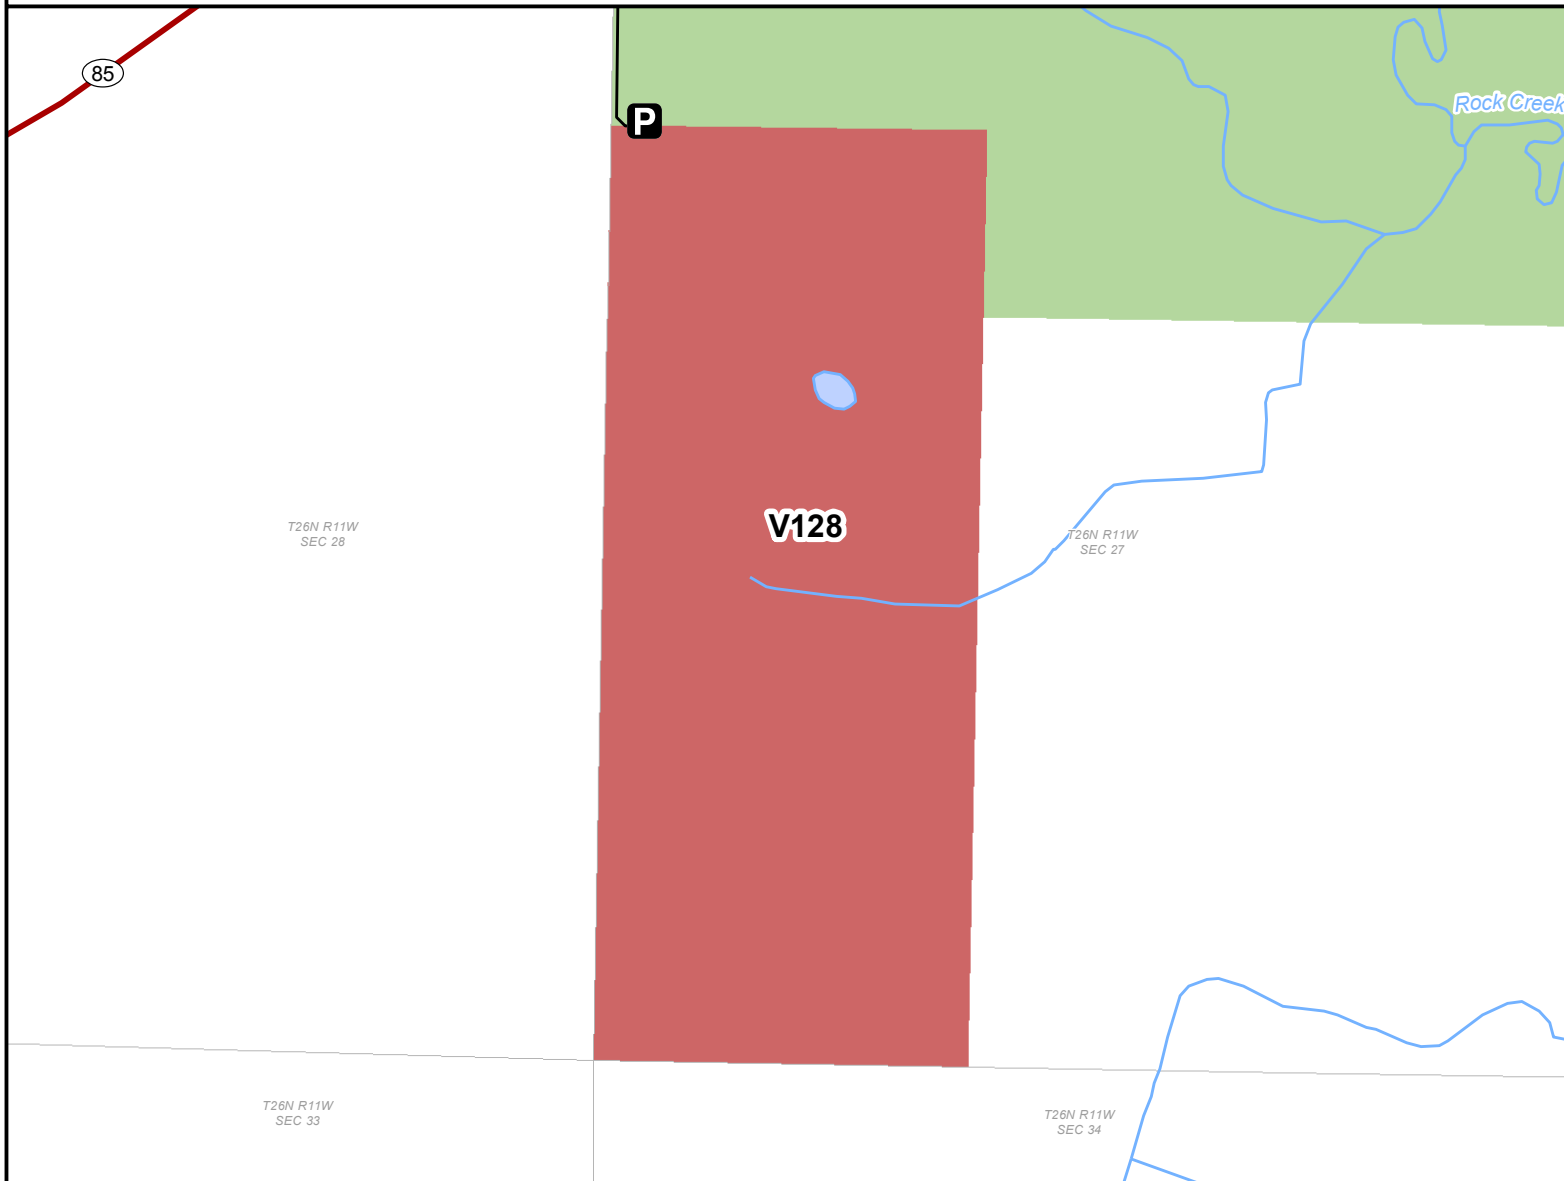 85
P
Rock Creek
V128
T26N R11W
SEC 28
T26N R11W
SEC 27
T26N R11W
SEC 33
T26N R11W
SEC 34